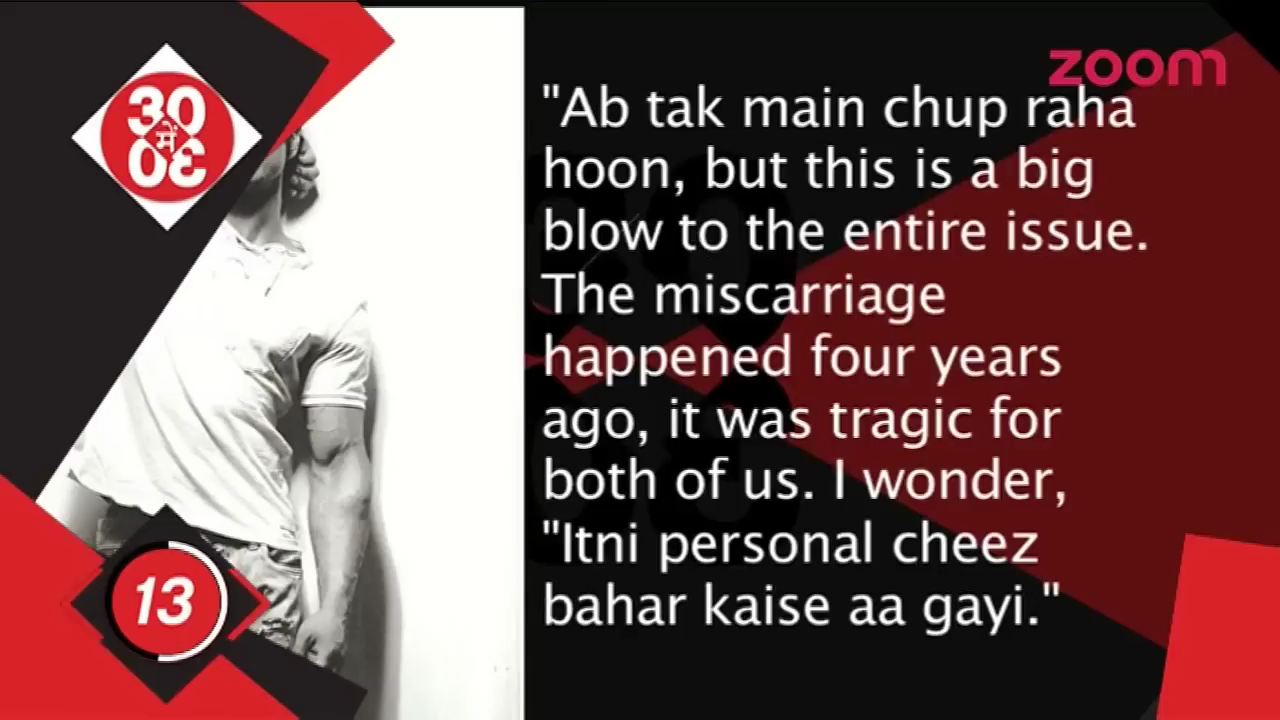 30
में
30
zoom
"Ab tak main chup raha
hoon, but this is a big
blow to the entire issue.
The miscarriage
happened four years
ago, it was tragic for
both of us. I wonder,
"Itni personal cheez
bahar kaise aa gayi."
13